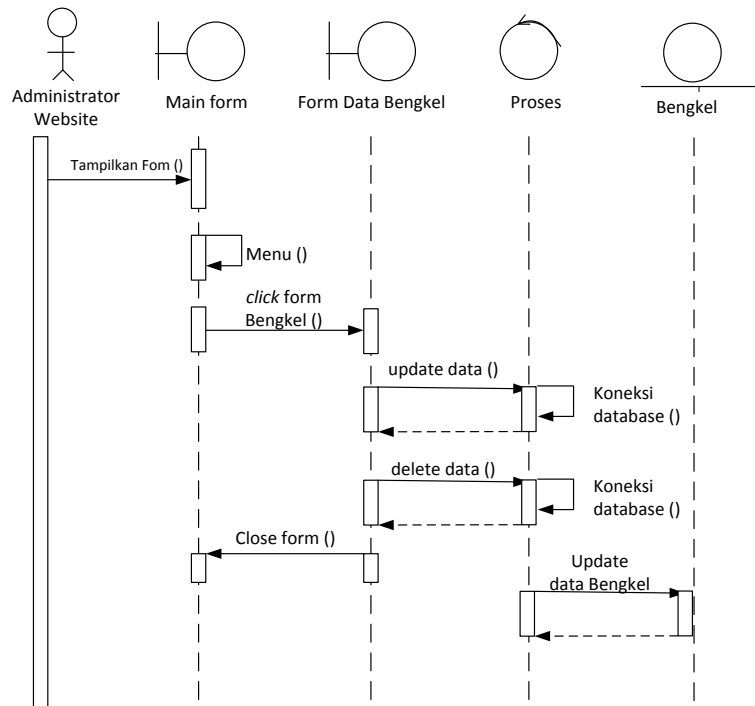 Administrator
Website
Main form
Form Data Bengkel
Proses
Bengkel
Tampilkan Fom ()
Menu ()
click form
Bengkel ()
update data ()
Koneksi
database ()
delete data ()
Koneksi
database ()
Close form ()
Update
data Bengkel